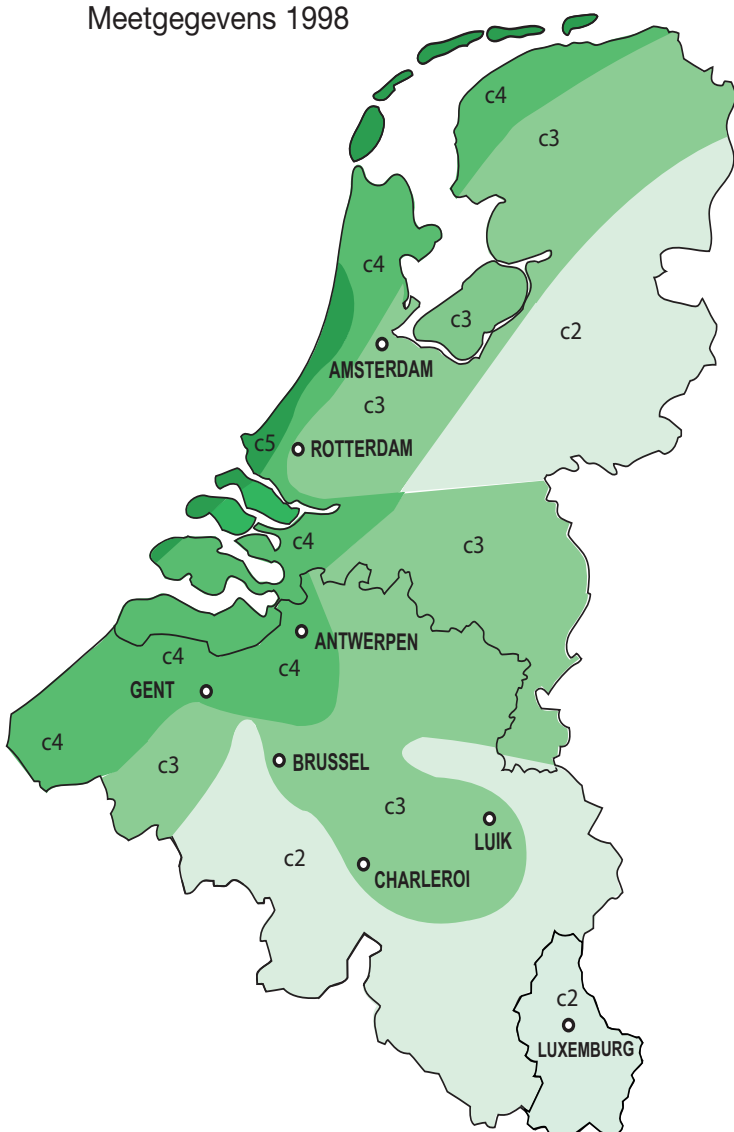 Meetgegevens 1998
c4
c3
c4
c3
c2
AMSTERDAM
c3
c5
ROTTERDAM
c4
c3
ANTWERPEN
c4
c4
GENT
c4
c3
BRUSSEL
c3
LUIK
c2
CHARLEROI
c2
LUXEMBURG